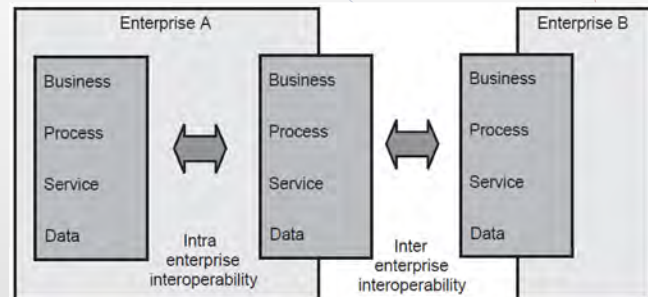 Enterprise A
Enterprise B
Business
Process
Service
Data
Intra
enterprise
interoperability
Business
Process
Service
Data
Inter
enterprise
interoperability
Business
Process
Service
Data